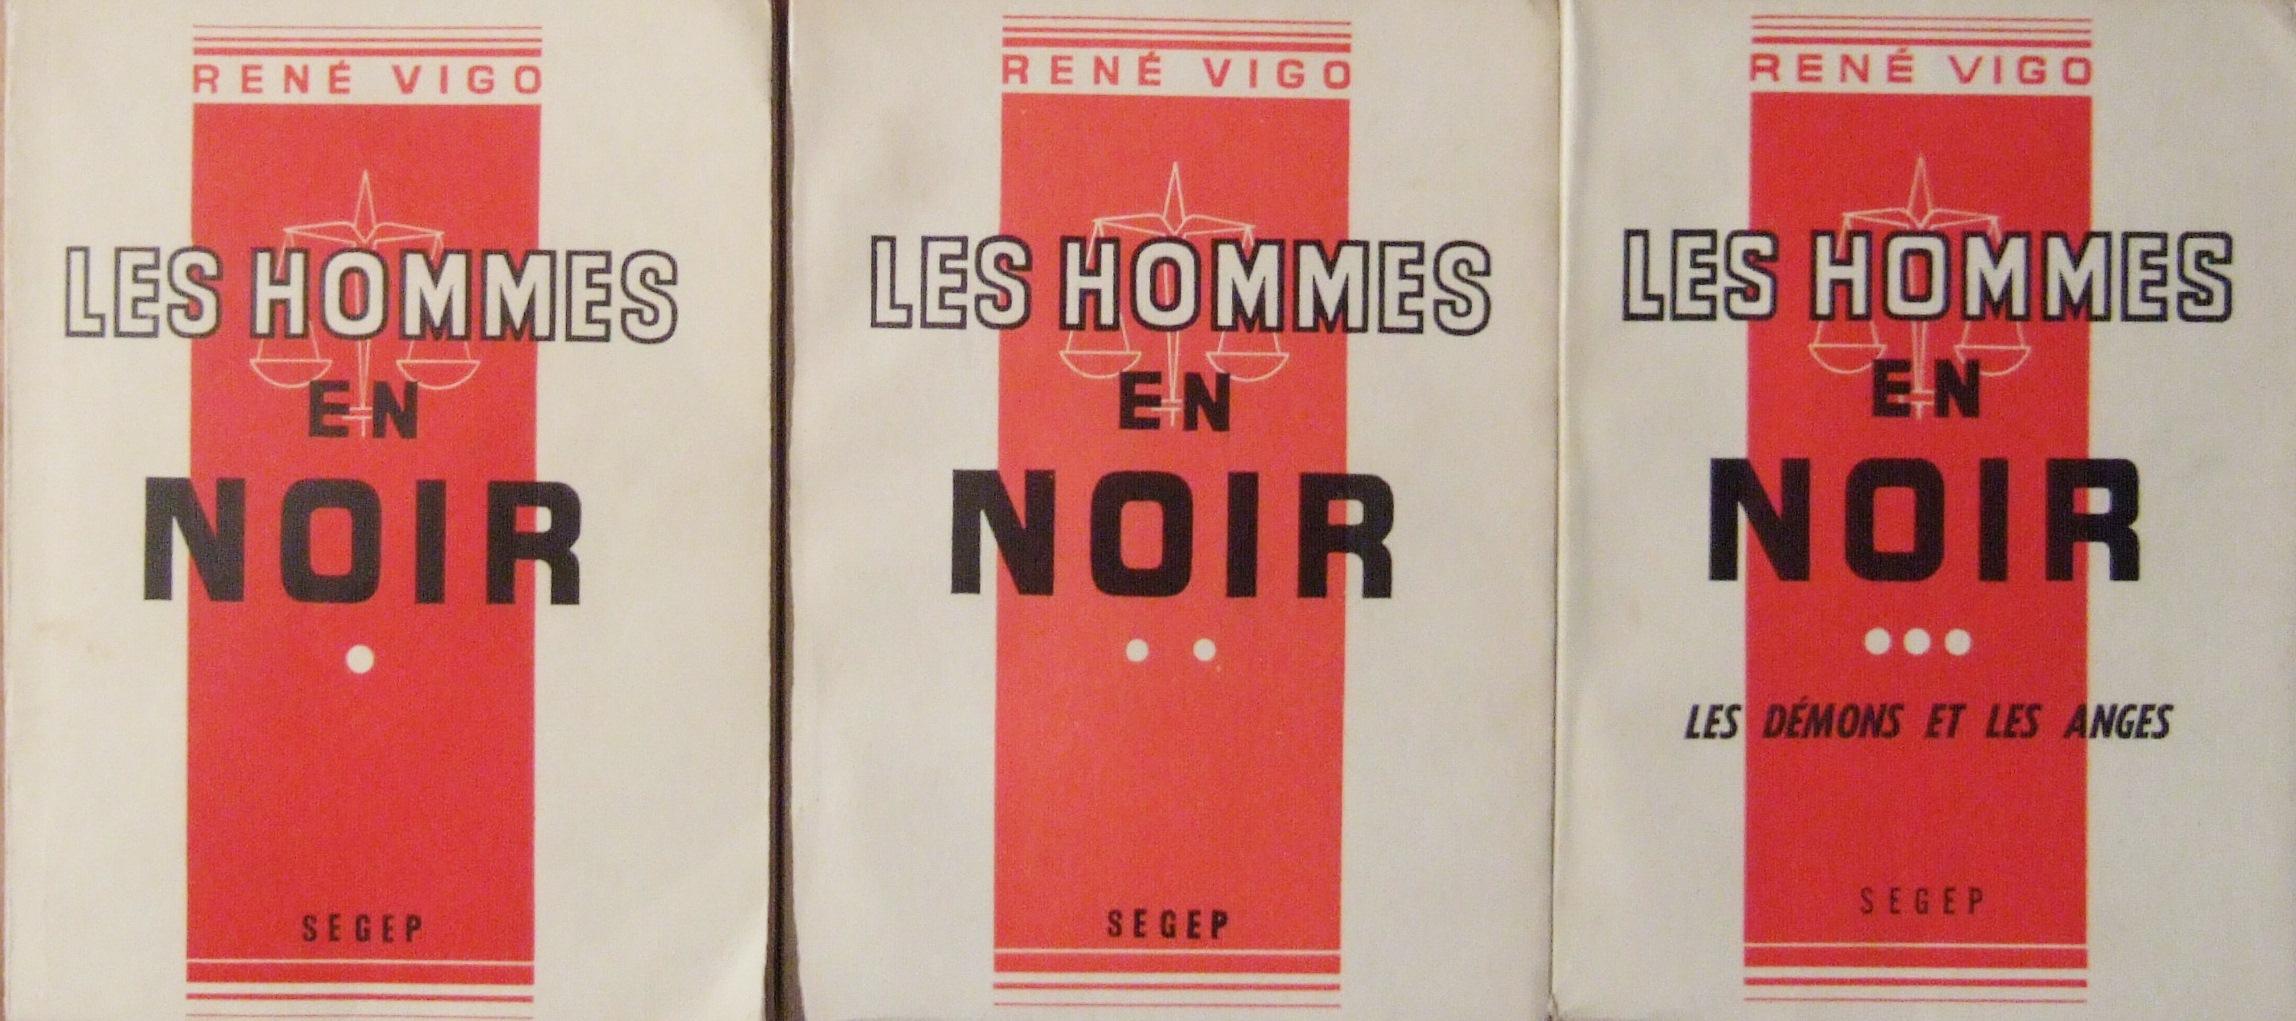 RENÉ VIGO
LES HOMMES
EN
NOIR
SEGEP
RENÉ VIGO
LES HOMMES
EN
NOIR
SEGEP
RENÉ VIGO
LES HOMMES
EN
NOIR
LES DÉMONS ET LES ANGES
SEGEP